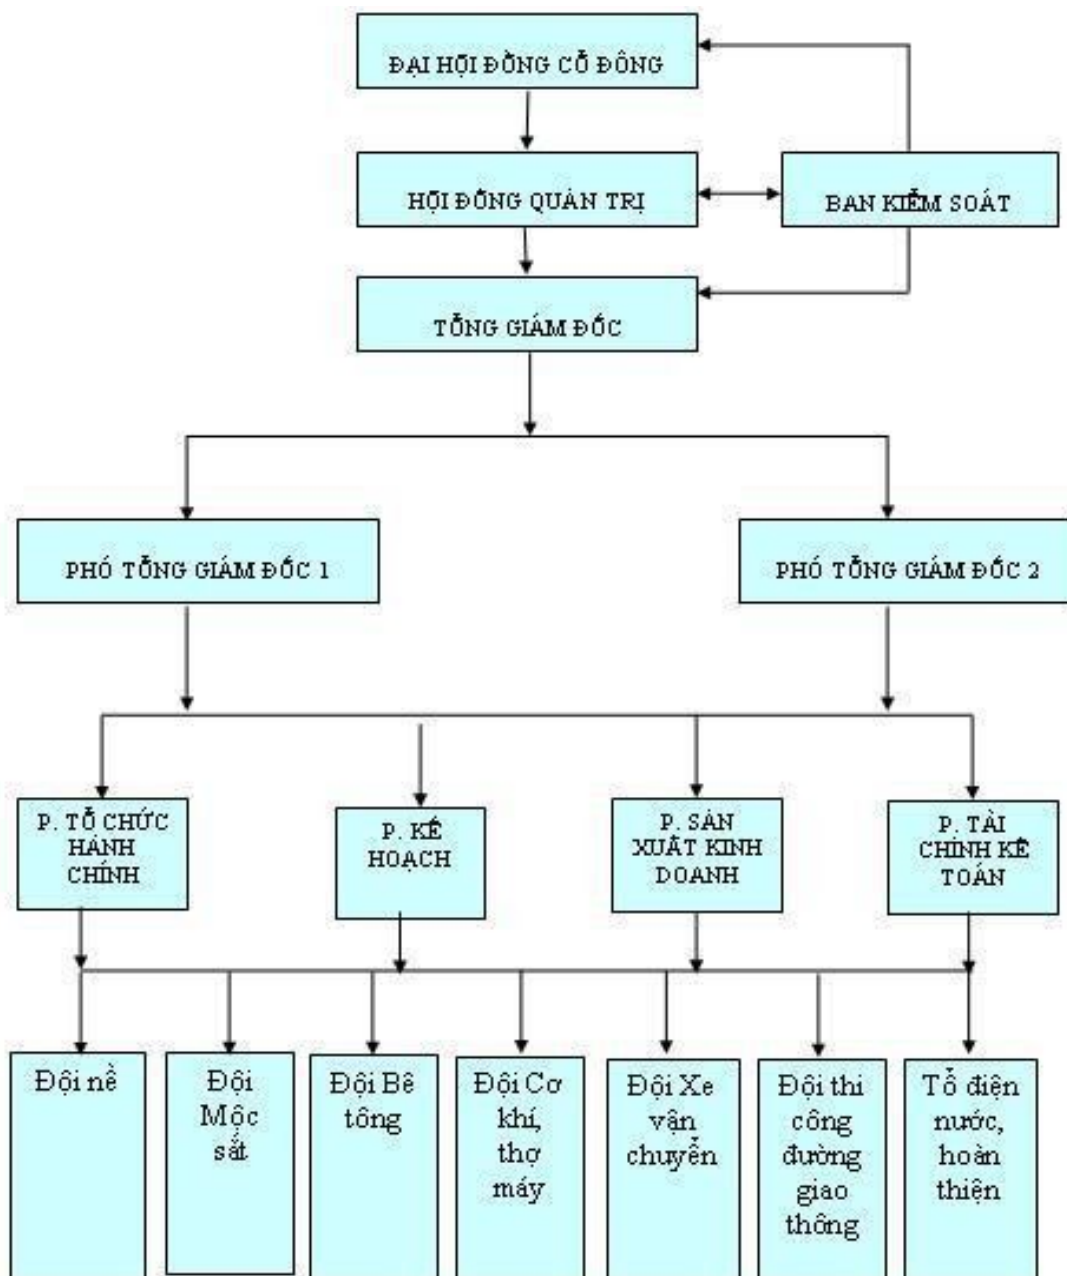 ĐẠI HỘI ĐỒNG CỔ ĐÔNG
HỘI ĐỒNG QUẢN TRỊ
BAN KIỂM SOÁT
TỔNG GIÁM ĐỐC
PHÓ TỔNG GIÁM ĐỐC 1
PHÓ TỔNG GIÁM ĐỐC 2
P. TỔ CHỨC
HÀNH
CHÍNH
P. KẾ
HOẠCH
P. SẢN
XUẤT KINH
DOANH
P. TÀI
CHÍNH KẾ
TOÁN
Đội nề
Đội
Mộc
sắt
Đội Bê
tông
Đội Cơ
khí,
thợ
máy
Đội Xe
vận
chuyển
Đội thi
công
đường
giao
thông
Tổ điện
nước,
hoàn
thiện